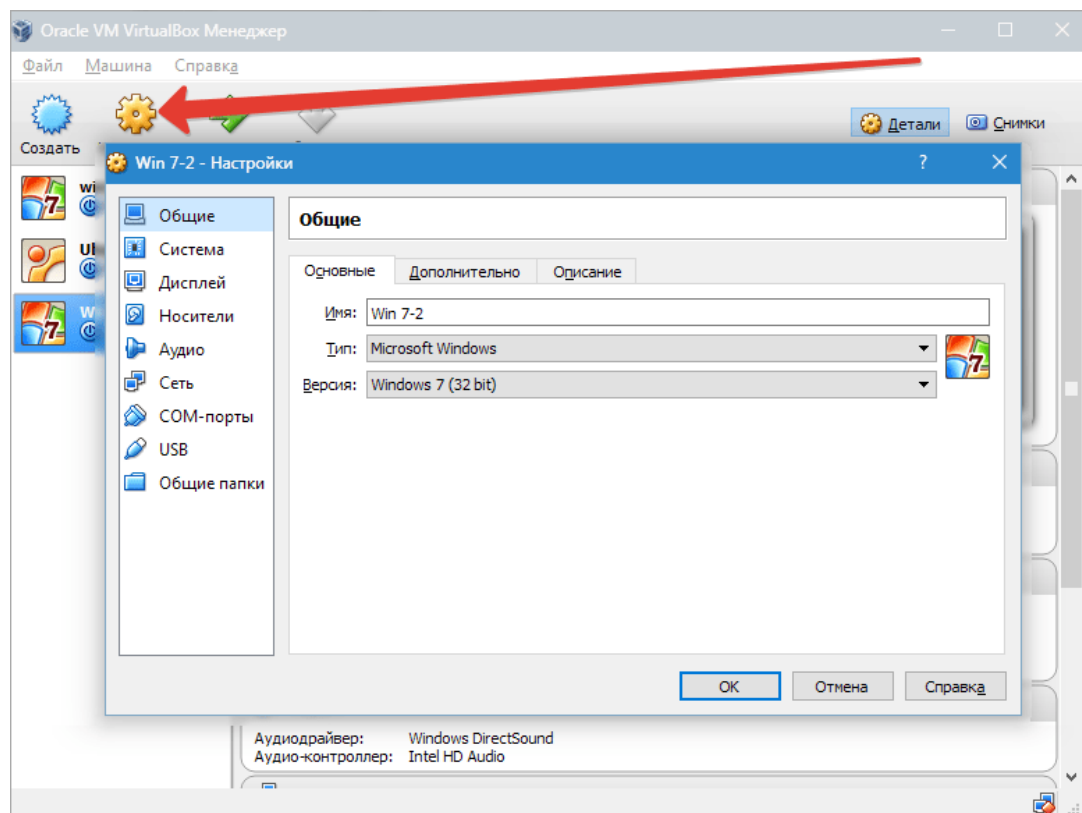 Oracle VM VirtualBox Менеджер
Файл Машина Справка
Создать
Детали Снимки
Win 7-2 - Настройки
Общие
Система
Дисплей
Носители
Аудио
Сеть
COM-порты
USB
Общие папки
Общие
Основные Дополнительно Описание
Имя: Win 7-2
Тип: Microsoft Windows
Версия: Windows 7 (32 bit)
OK Отмена Справка
Аудиодрайвер: Windows DirectSound
Аудио-контроллер: Intel HD Audio